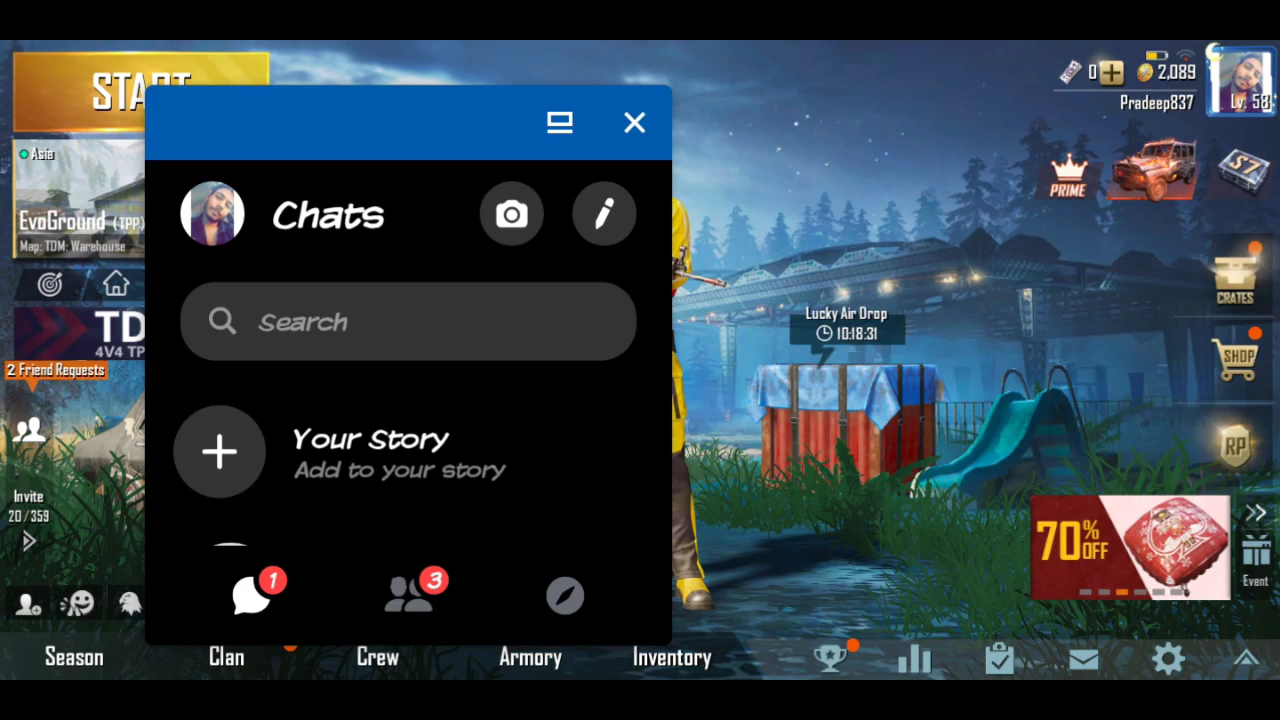 START
Asia
EvoGround (TPP)
Map: TDM: Warehouse
TD
4V4 TP
2 Friend Requests
Invite
20/359
Chats
Search
Your Story
Add to your story
1
3
0
2,089
Pradeep837
Lv. 58
PRIME
S7
CRATES
SHOP
RP
Lucky Air Drop
10:18:31
70% OFF
Event
Season
Clan
Crew
Armory
Inventory